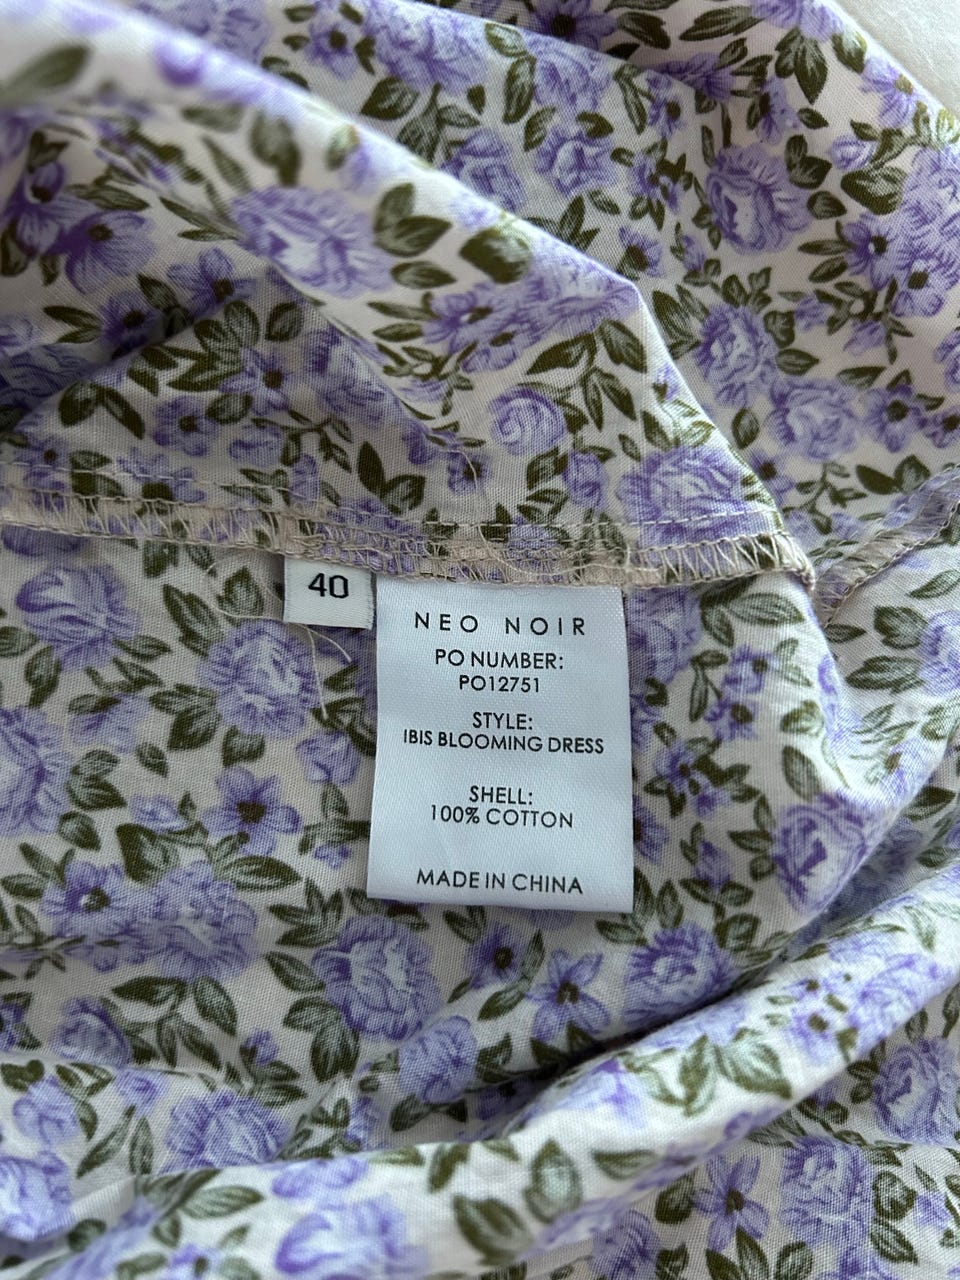 40
NEO NOIR
PO NUMBER:
PO12751
STYLE:
IBIS BLOOMING DRESS
SHELL:
100% COTTON
MADE IN CHINA